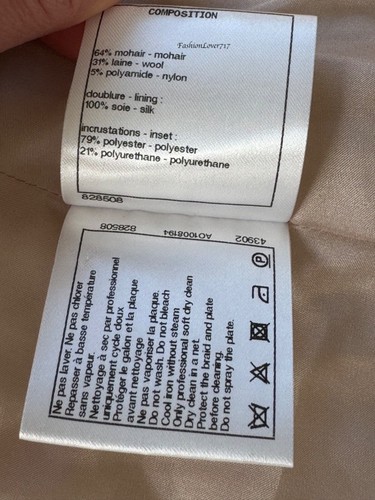 COMPOSITION
FashionLover717
64% mohair - mohair
31% laine - wool
5% polyamide - nylon
doublure - lining :
100% soie - silk
incrustations - inset :
79% polyester - polyester
21% polyurethane - polyurethane
828508
43902 AO1008194 828508
Ne pas laver. Ne pas chlorer
Repasser à basse température
sans vapeur.
Nettoyage à sec par professionnel
uniquement cycle doux
Protéger le galon et la plaque
avant nettoyage
Ne pas vaporiser la plaque.
Do not wash. Do not bleach
Cool iron without steam
Only professional soft dry clean
Dry clean in a net.
Protect the braid and plate
before cleaning.
Do not spray the plate.
P